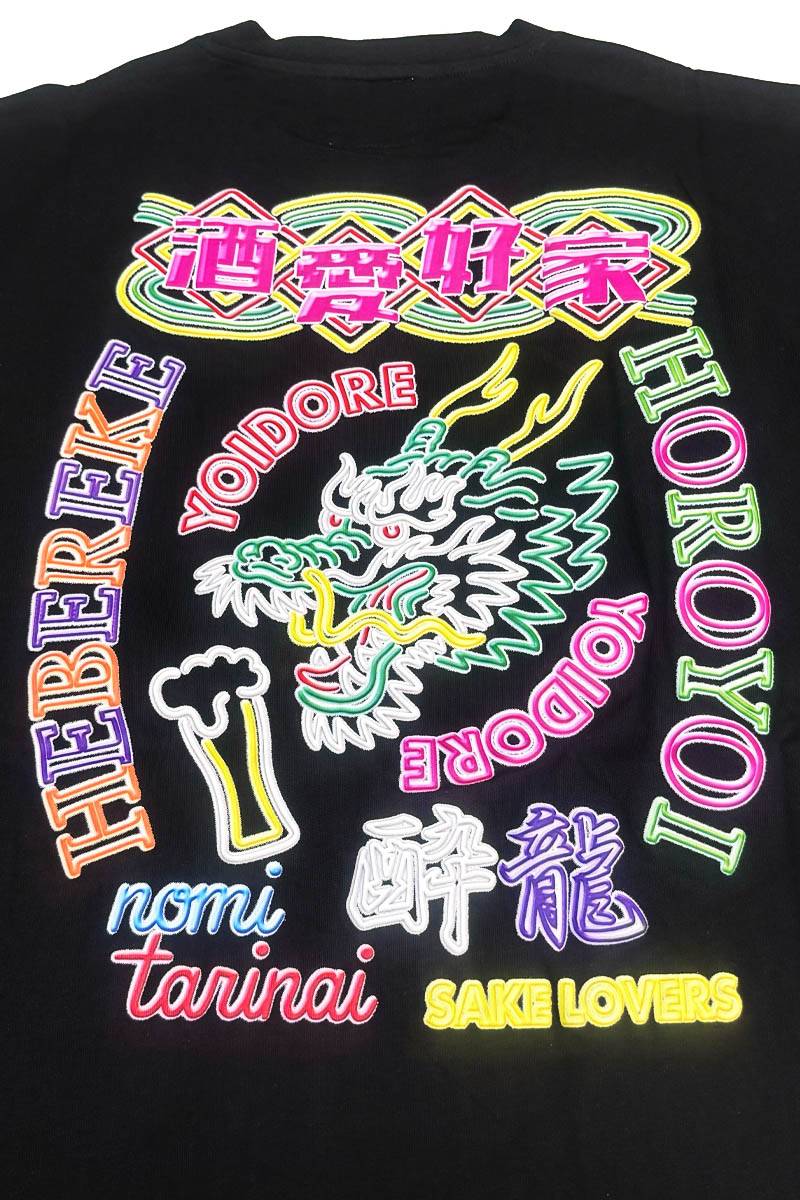 酒愛好家
HEBEREKE
YOIDORE
HOROYOI
YOIDORE
酔龍
nomi
tarinai
SAKE LOVERS